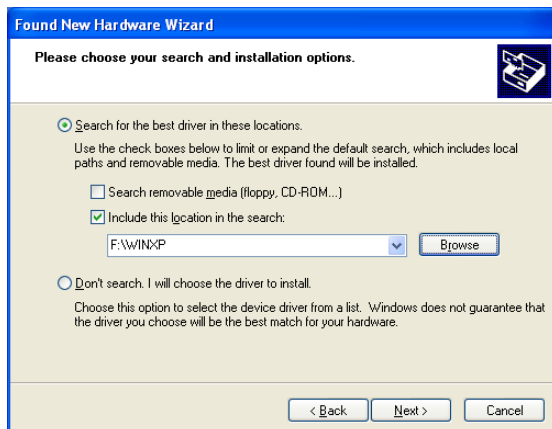 Found New Hardware Wizard
Please choose your search and installation options.
Search for the best driver in these locations.
Use the check boxes below to limit or expand the default search, which includes local
paths and removable media. The best driver found will be installed.
Search removable media (floppy, CD-ROM...)
Include this location in the search:
F:\WINXP
Browse
Don't search. I will choose the driver to install.
Choose this option to select the device driver from a list. Windows does not guarantee that
the driver you choose will be the best match for your hardware.
< Back
Next >
Cancel